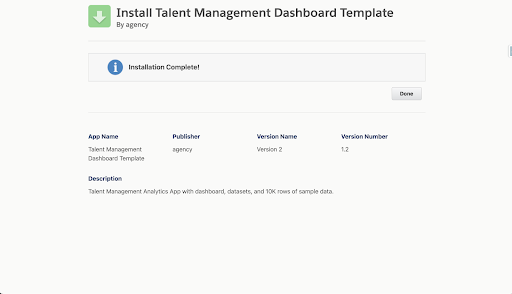 Install Talent Management Dashboard Template
By agency
Installation Complete!
Done
App Name Publisher Version Name Version Number
Talent Management agency Version 2 1.2
Dashboard Template
Description
Talent Management Analytics App with dashboard, datasets, and 10K rows of sample data.